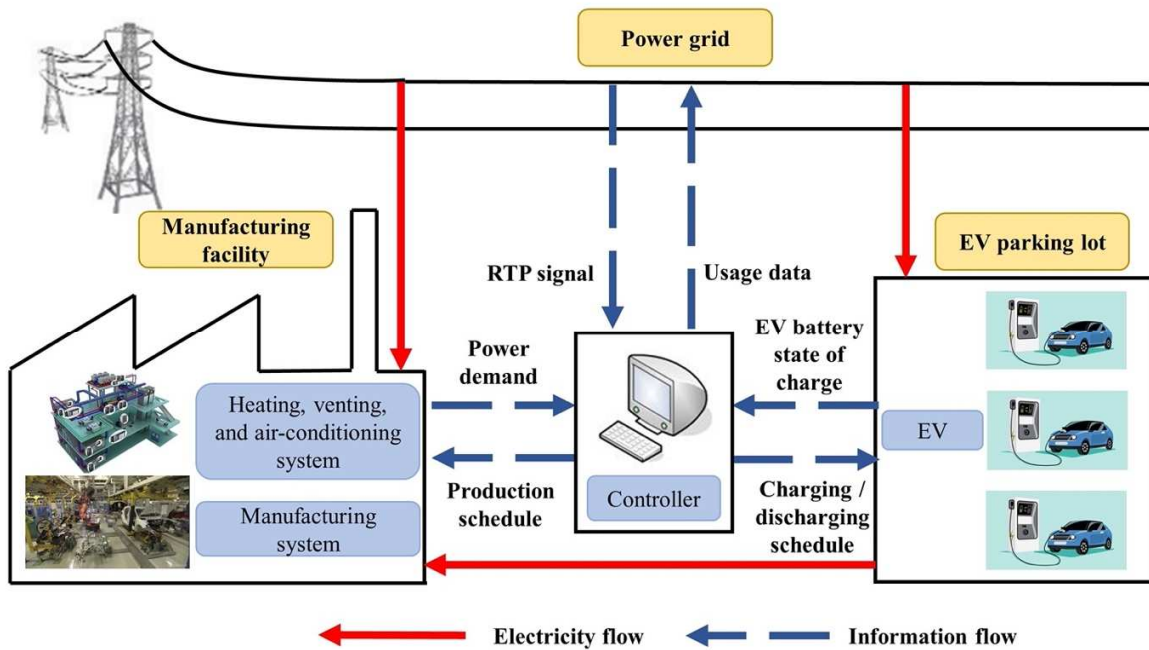 Power grid
Manufacturing
facility
EV parking lot
RTP signal
Usage data
Power
demand
EV battery
state of
charge
Heating, venting,
and air-conditioning
system
EV
Production
schedule
Controller
Charging /
discharging
schedule
Manufacturing
system
Electricity flow
Information flow